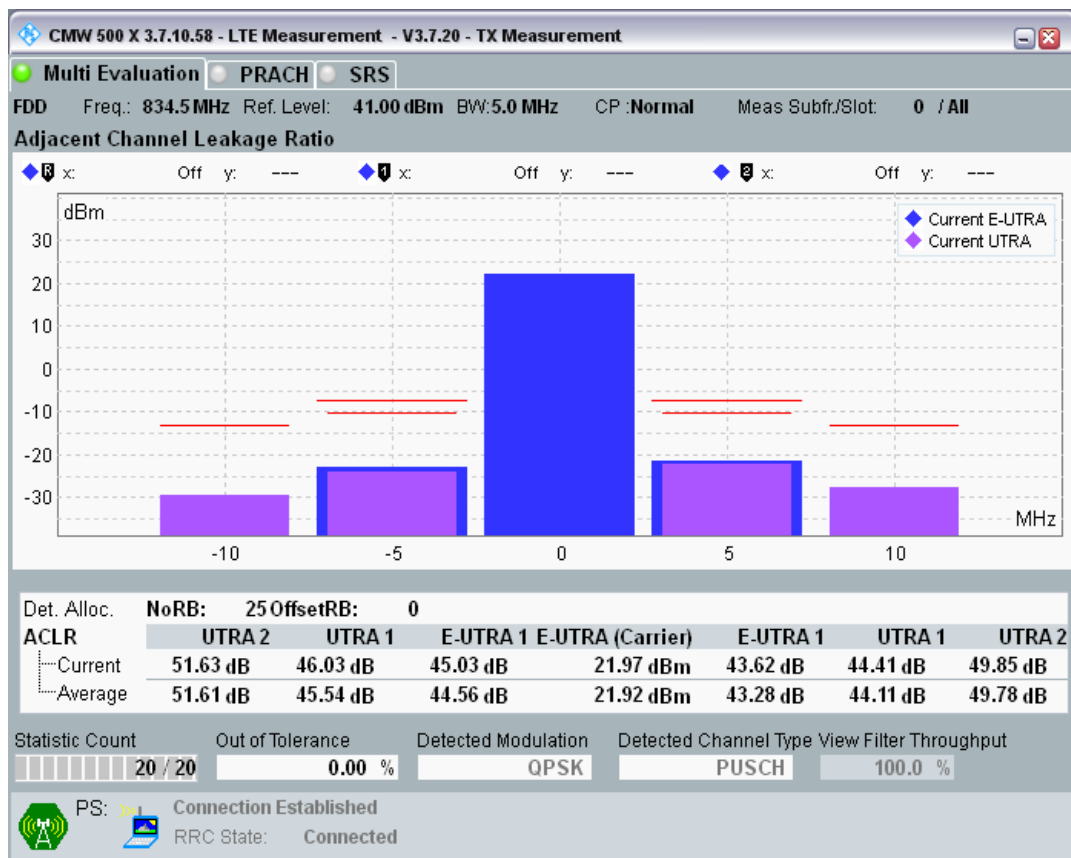 CMW 500 X 3.7.10.58 - LTE Measurement - V3.7.20 - TX Measurement
Multi Evaluation PRACH SRS
FDD Freq.: 834.5 MHz Ref. Level: 41.00 dBm BW:5.0 MHz CP :Normal Meas Subfr./Slot: 0 / All
Adjacent Channel Leakage Ratio
R x: Off y: --- 1 x: Off y: --- 2 x: Off y: ---
dBm
Current E-UTRA
Current UTRA
30
20
10
0
-10
-20
-30
MHz
-10 -5 0 5 10
Det. Alloc. NoRB: 25 OffsetRB: 0
ACLR UTRA 2 UTRA 1 E-UTRA 1 E-UTRA (Carrier) E-UTRA 1 UTRA 1 UTRA 2
Current 51.63 dB 46.03 dB 45.03 dB 21.97 dBm 43.62 dB 44.41 dB 49.85 dB
Average 51.61 dB 45.54 dB 44.56 dB 21.92 dBm 43.28 dB 44.11 dB 49.78 dB
Statistic Count Out of Tolerance Detected Modulation Detected Channel Type View Filter Throughput
20 / 20 0.00 % QPSK PUSCH 100.0 %
PS: Connection Established
RRC State: Connected